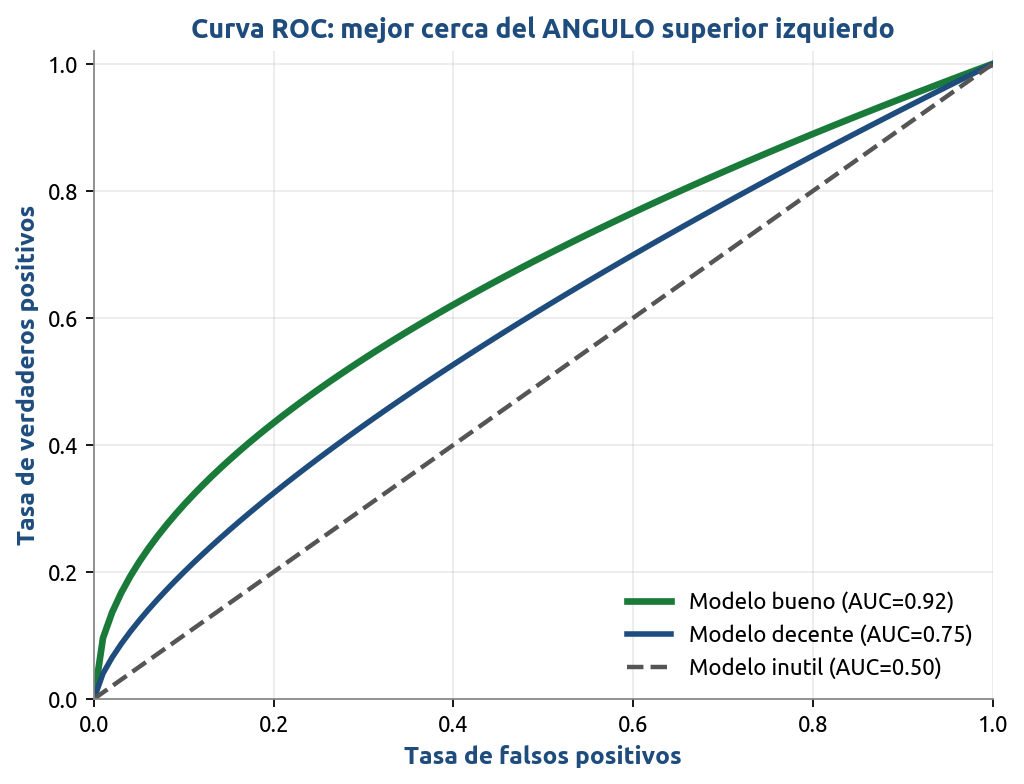 Curva ROC: mejor cerca del ANGULO superior izquierdo
Tasa de verdaderos positivos
1.0
0.8
0.6
0.4
0.2
0.0
0.0
0.2
0.4
0.6
0.8
1.0
Tasa de falsos positivos
Modelo bueno (AUC=0.92)
Modelo decente (AUC=0.75)
Modelo inutil (AUC=0.50)